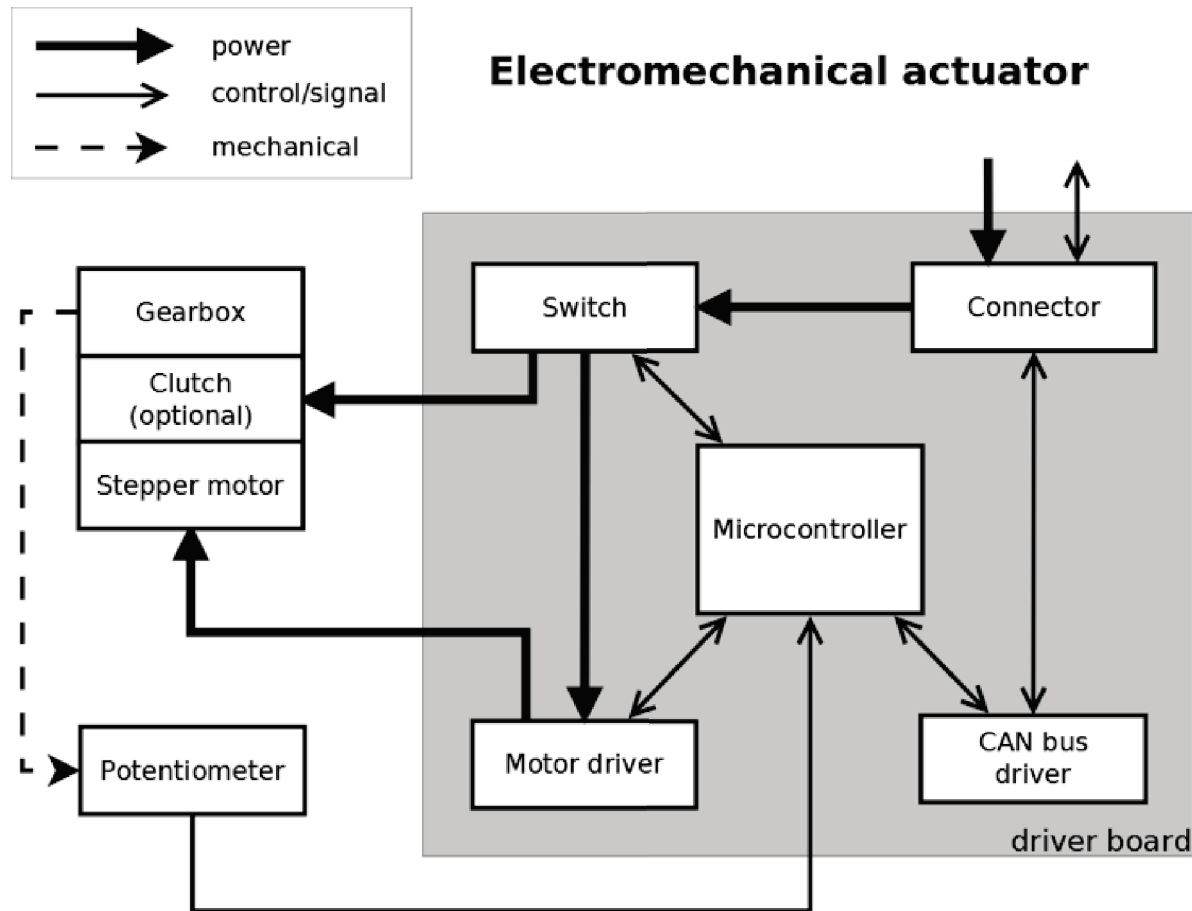 power
control/signal
mechanical
Electromechanical actuator
Gearbox
Clutch
(optional)
Stepper motor
Switch
Connector
Microcontroller
Potentiometer
Motor driver
CAN bus
driver
driver board